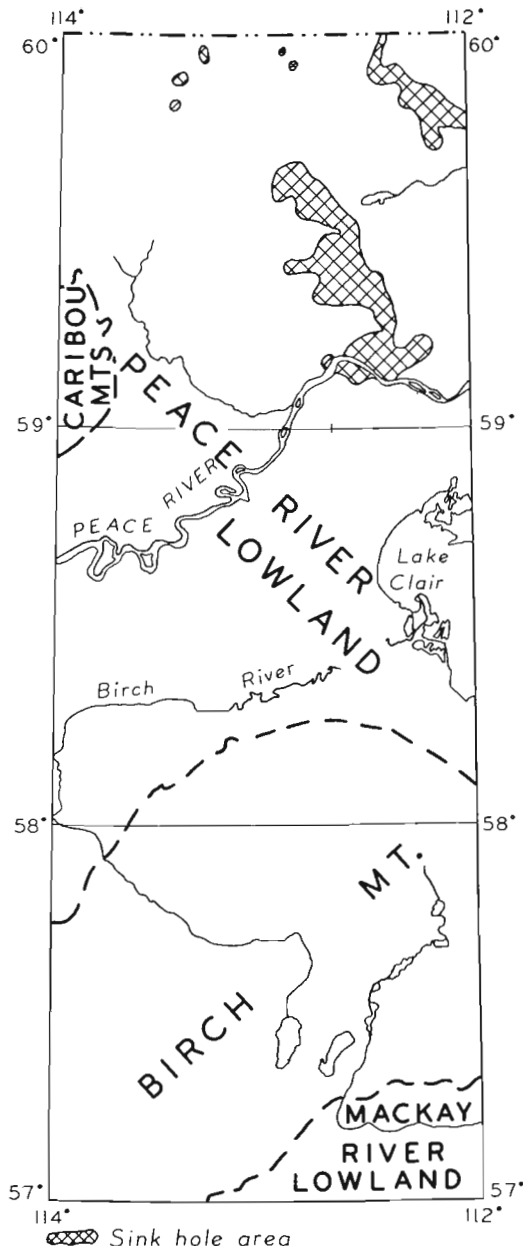 114°
112°
60°
60°
CARIBOU
MTS.
PEACE
RIVER
LOWLAND
59°
59°
PEACE
RIVER
Lake
Clair
Birch
River
58°
58°
BIRCH
MT.
MACKAY
RIVER
LOWLAND
57°
57°
114°
112°
Sink hole area